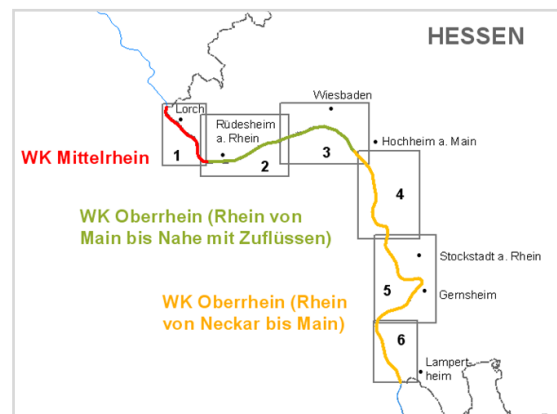 HESSEN
Wiesbaden
Lorch
Rüdesheim
a. Rhein
Hochheim a. Main
WK Mittelrhein
1
2
3
4
WK Oberrhein (Rhein von
Main bis Nahe mit Zuflüssen)
Stockstadt a. Rhein
5
Gernsheim
WK Oberrhein (Rhein
von Neckar bis Main)
6
Lampert-
heim